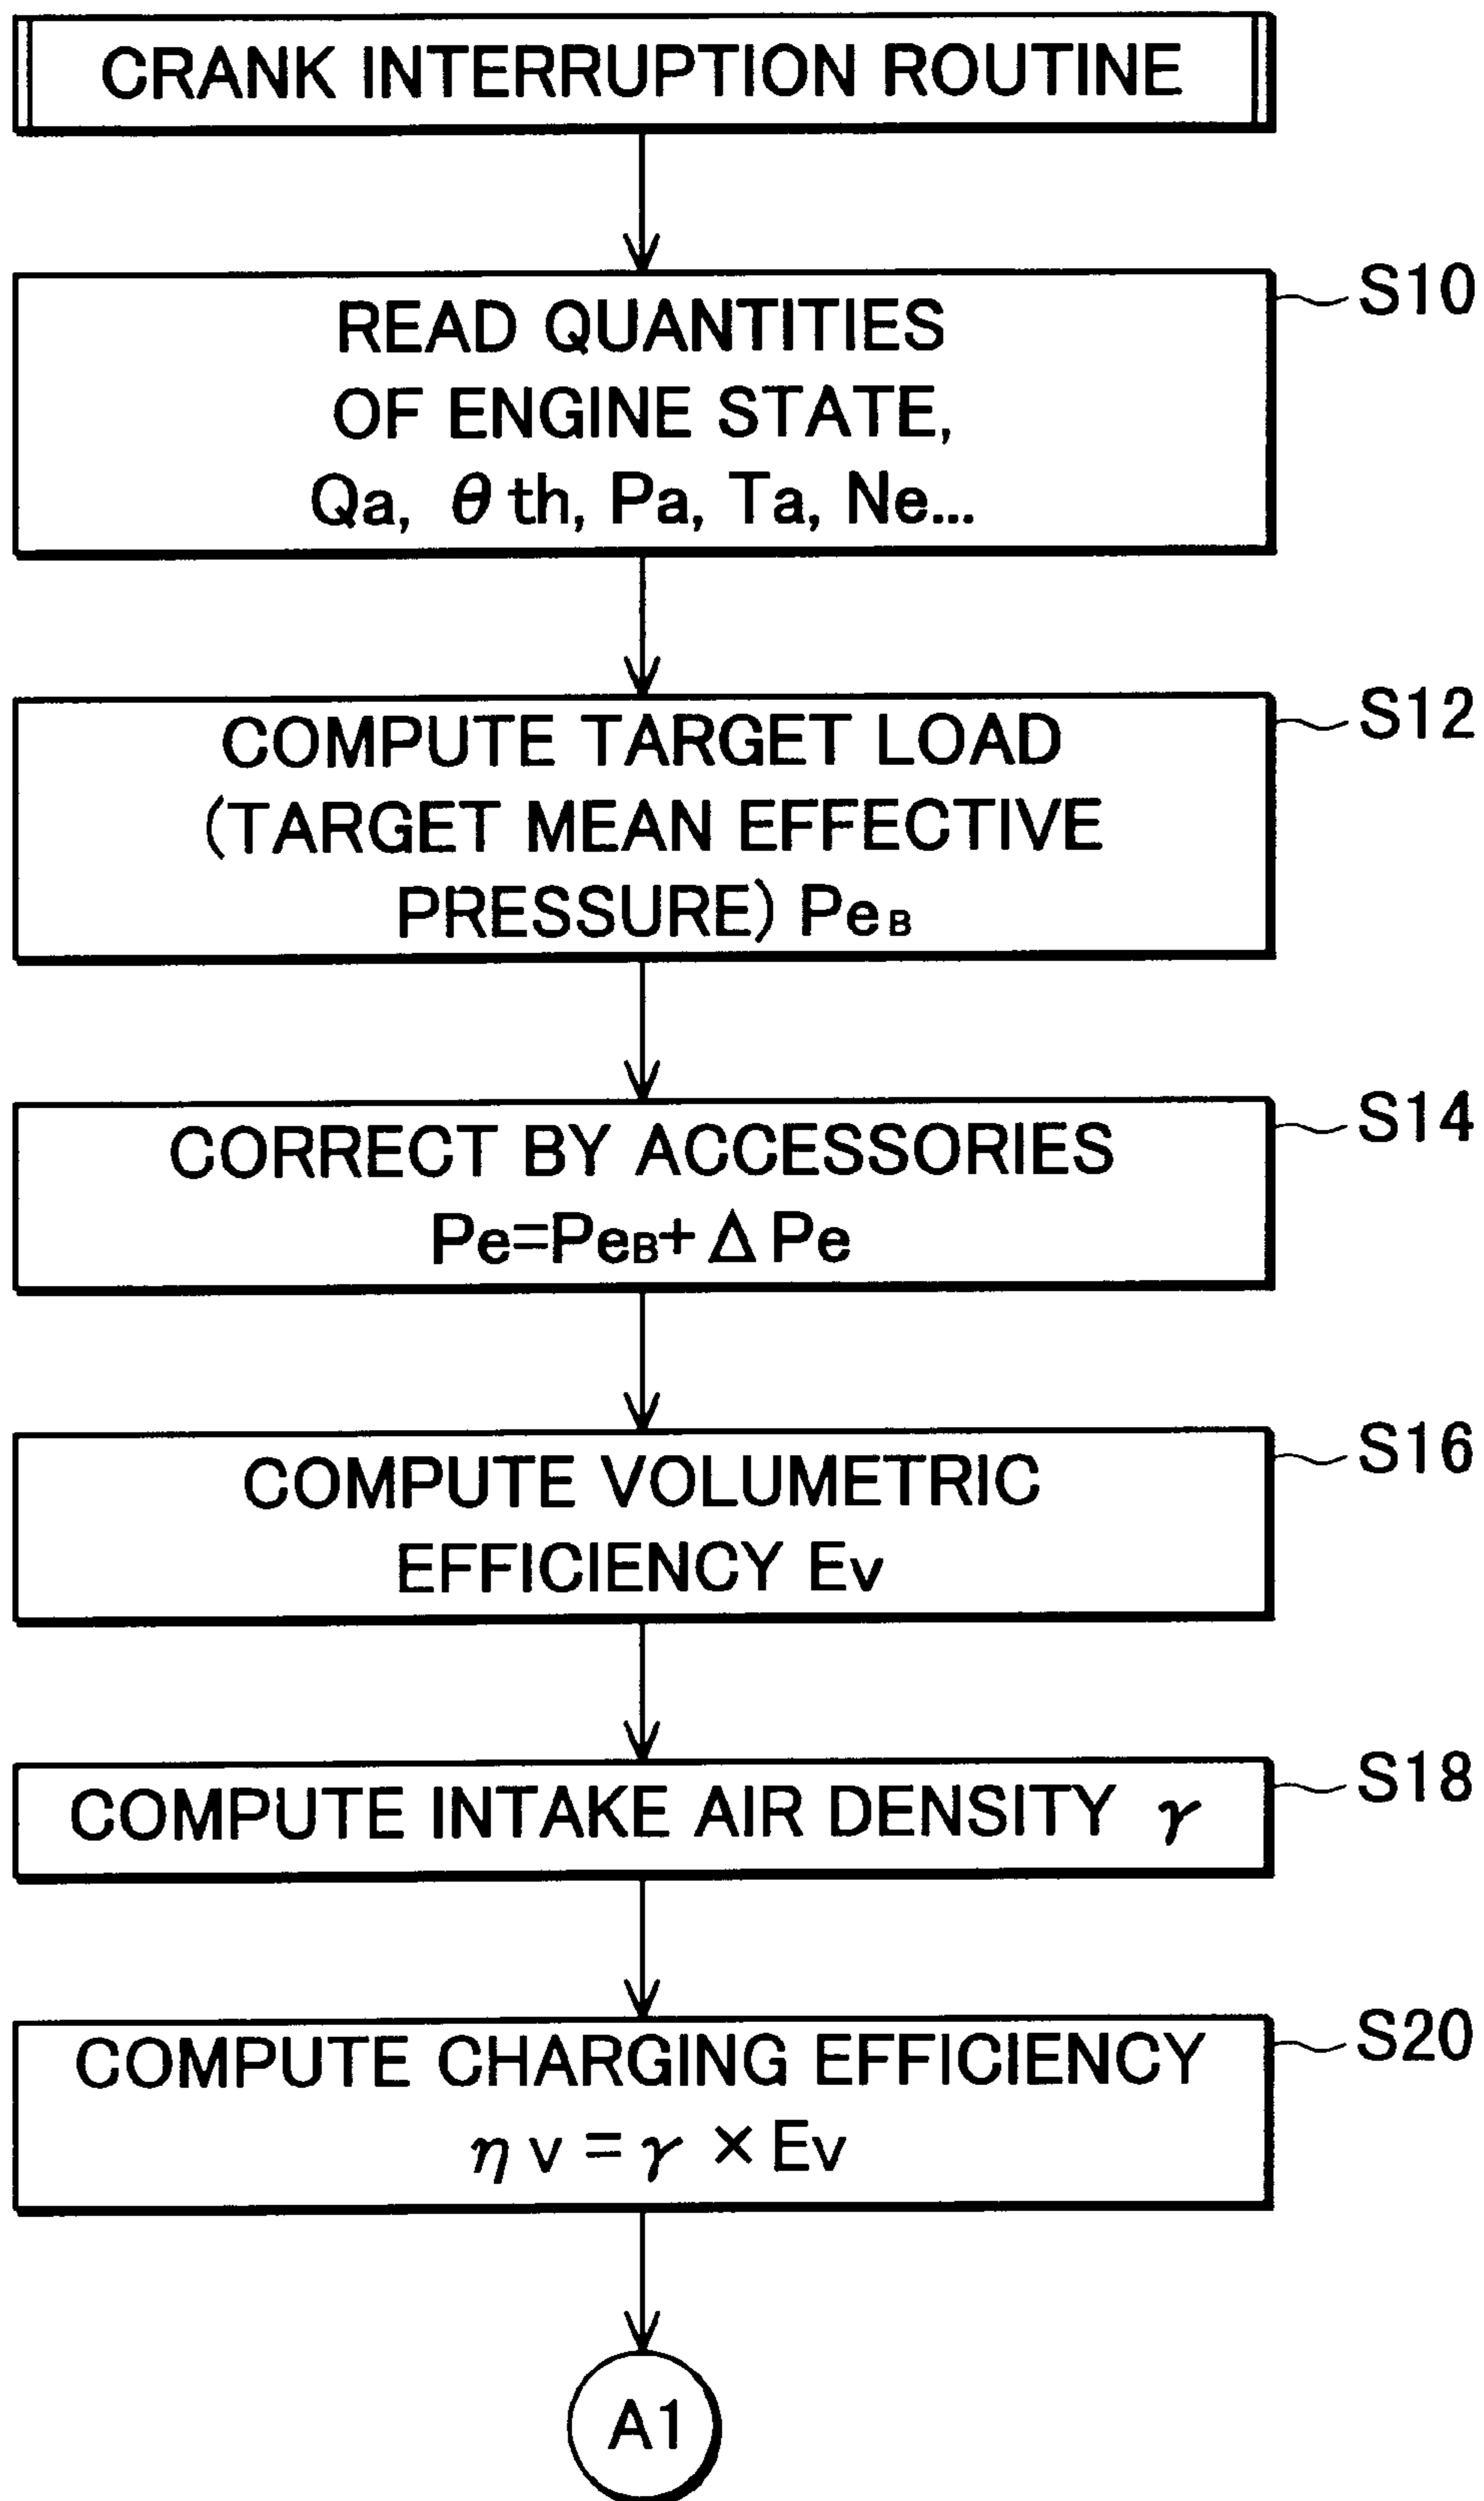 CRANK INTERRUPTION ROUTINE
READ QUANTITIES
S10
OF ENGINE STATE,
Qa, θth, Pa, Ta, Ne...
COMPUTE TARGET LOAD
S12
(TARGET MEAN EFFECTIVE
PRESSURE) PeB
CORRECT BY ACCESSORIES
S14
Pe=PeB+ΔPe
COMPUTE VOLUMETRIC
S16
EFFICIENCY Ev
COMPUTE INTAKE AIR DENSITY γ
S18
COMPUTE CHARGING EFFICIENCY
S20
ηv=γ×Ev
A1